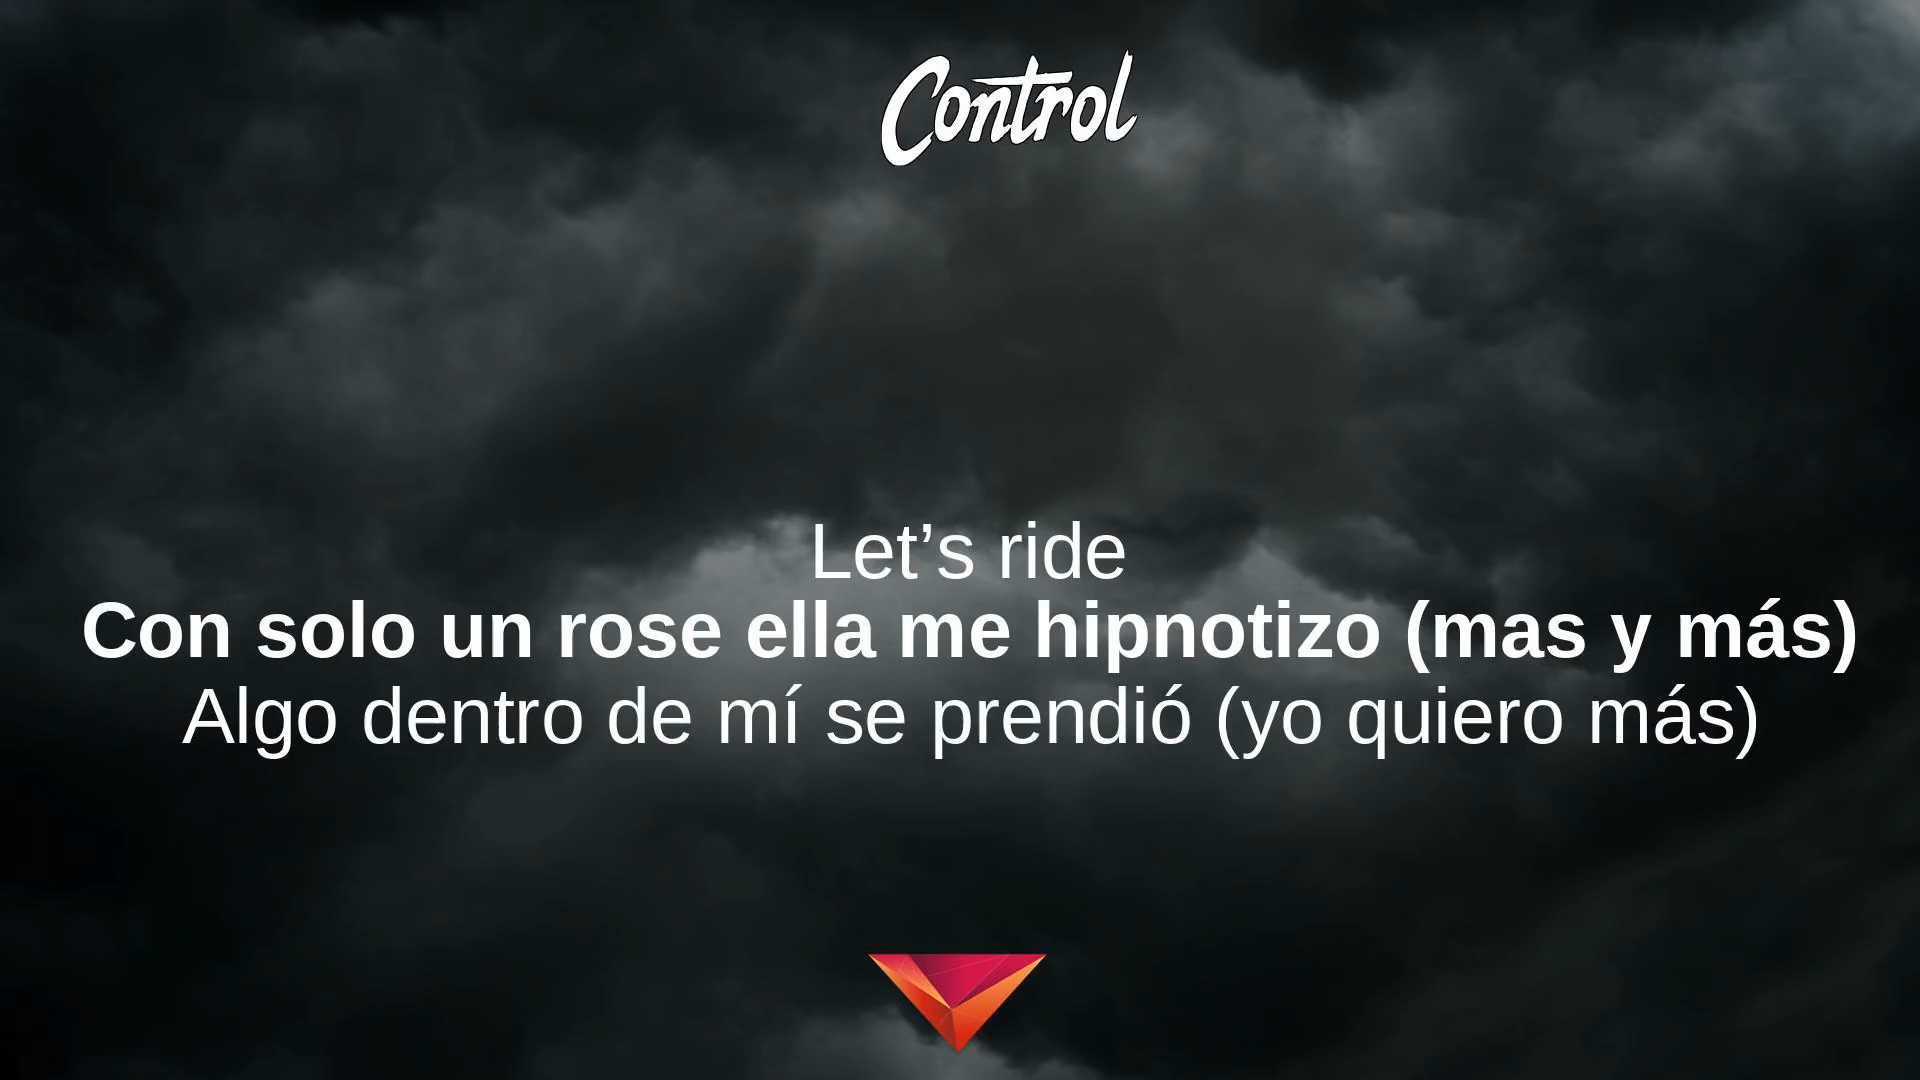 Control
Let’s ride
Con solo un rose ella me hipnotizo (mas y más)
Algo dentro de mí se prendió (yo quiero más)